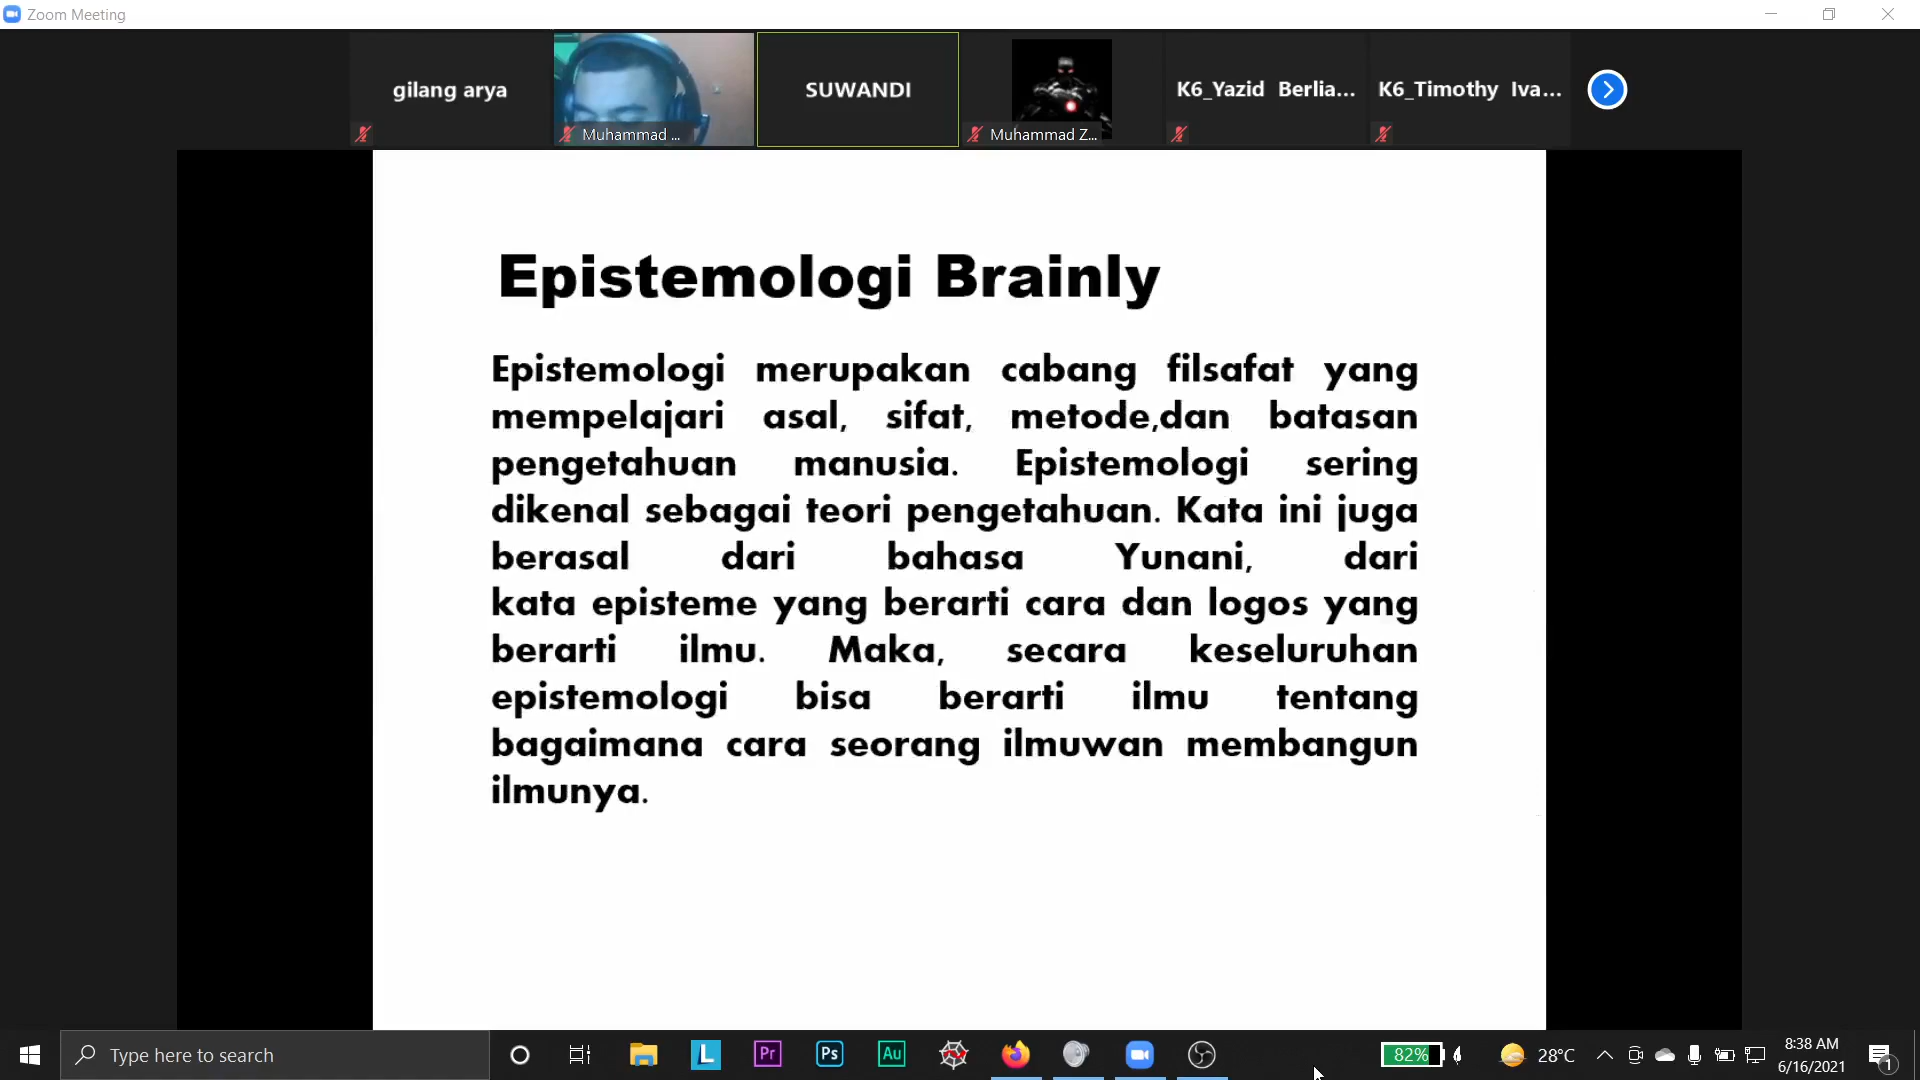 Zoom Meeting
gilang arya
Muhammad ...
SUWANDI
Muhammad Z...
K6_Yazid Berlia...
K6_Timothy Iva...
Epistemologi Brainly
Epistemologi merupakan cabang filsafat yang
mempelajari asal, sifat, metode,dan batasan
pengetahuan manusia. Epistemologi sering
dikenal sebagai teori pengetahuan. Kata ini juga
berasal dari bahasa Yunani, dari
kata episteme yang berarti cara dan logos yang
berarti ilmu. Maka, secara keseluruhan
epistemologi bisa berarti ilmu tentang
bagaimana cara seorang ilmuwan membangun
ilmunya.
Type here to search
L
Pr
Ps
Au
82%
28°C
8:38 AM
6/16/2021
1